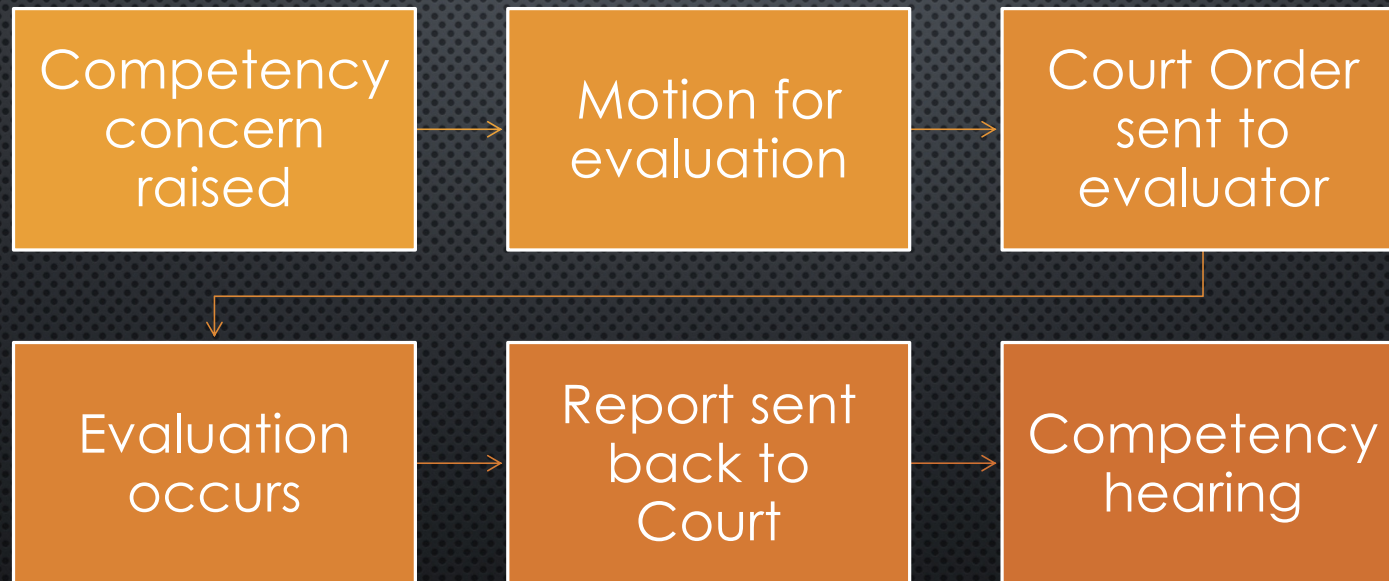 Competency
concern
raised
Motion for
evaluation
Court Order
sent to
evaluator
Evaluation
occurs
Report sent
back to
Court
Competency
hearing